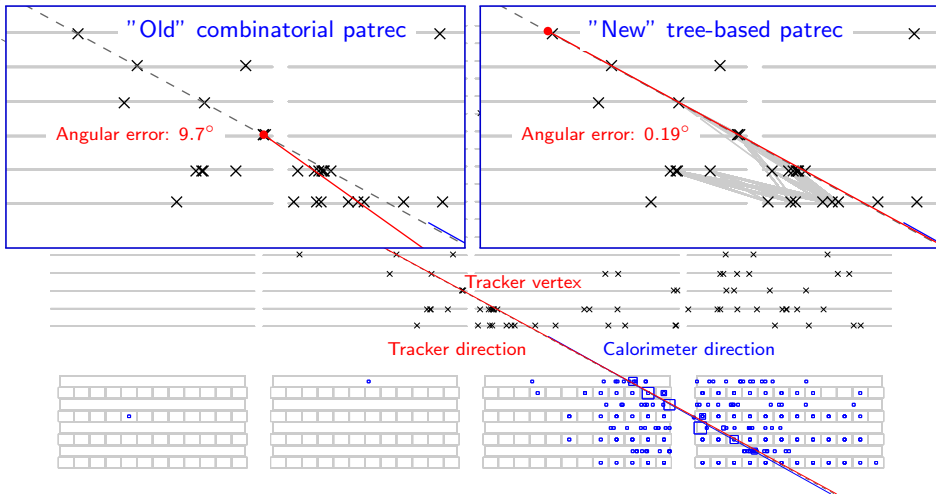 "Old" combinatorial patrec
"New" tree-based patrec
Angular error: 9.7°
Angular error: 0.19°
Tracker vertex
Tracker direction
Calorimeter direction